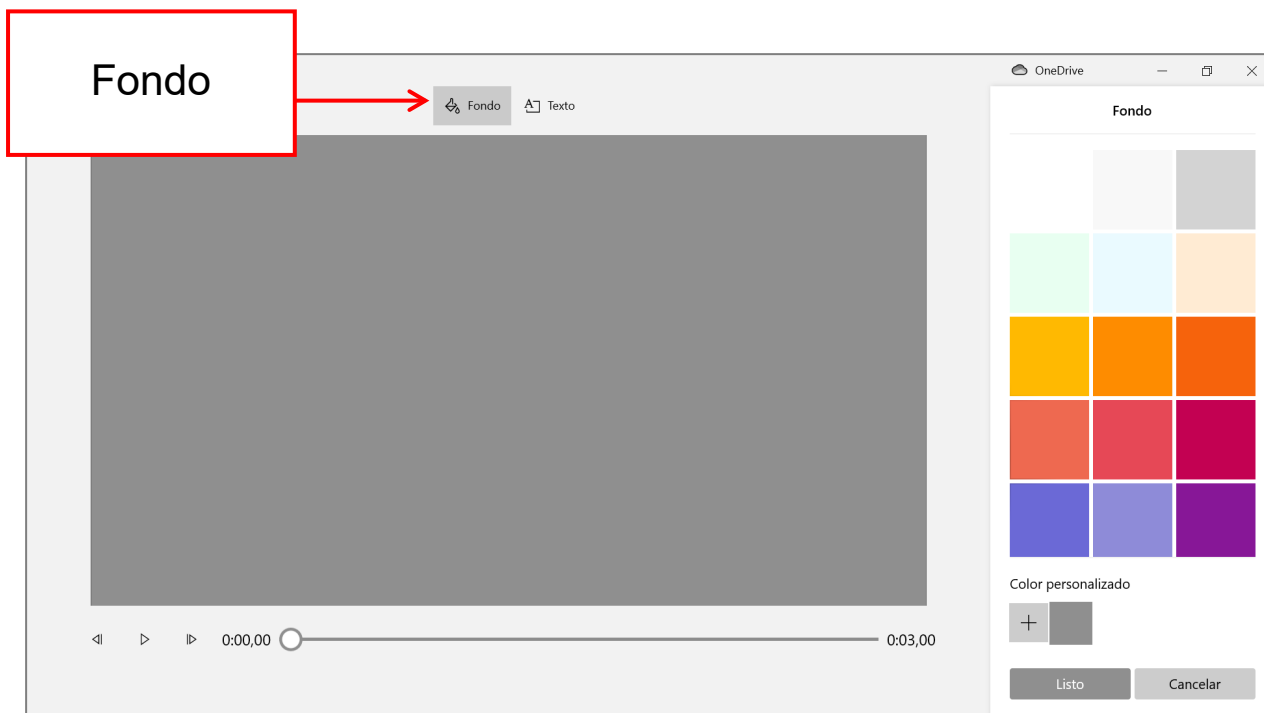 Fondo
OneDrive
Fondo
Texto
Fondo
Color personalizado
0:00,00
0:03,00
Listo
Cancelar